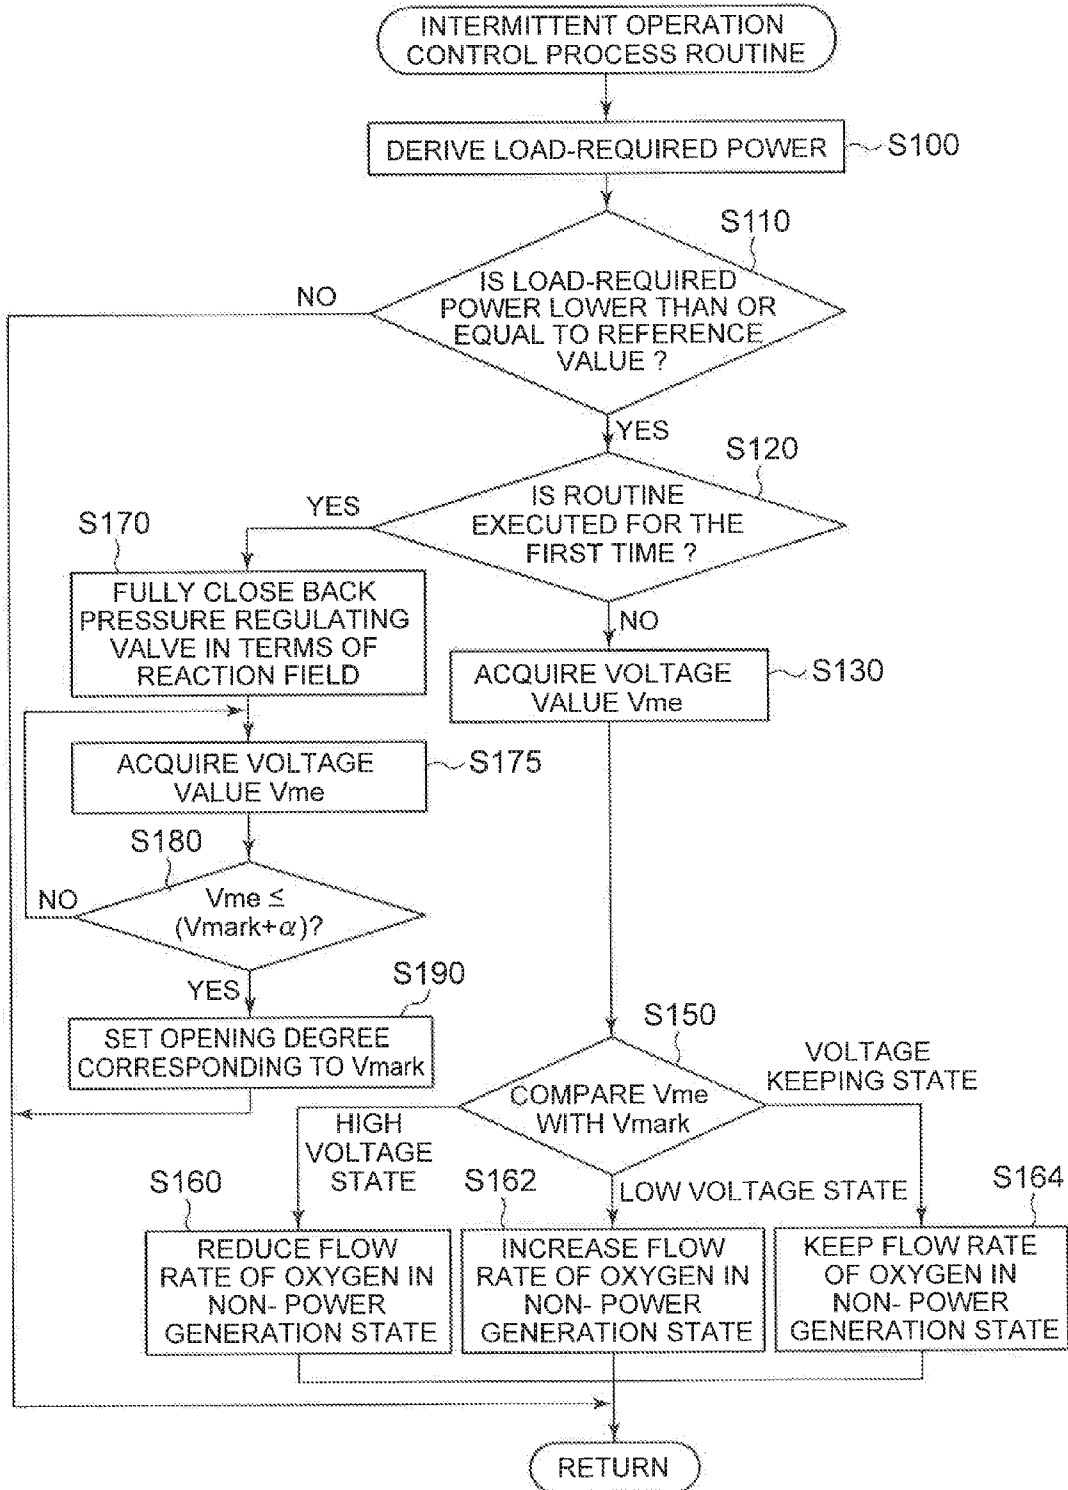 INTERMITTENT OPERATION
CONTROL PROCESS ROUTINE
DERIVE LOAD-REQUIRED POWER
S100
S110
IS LOAD-REQUIRED
POWER LOWER THAN OR
EQUAL TO REFERENCE
VALUE ?
NO
YES
S120
IS ROUTINE
EXECUTED FOR THE
FIRST TIME ?
YES
NO
S170
FULLY CLOSE BACK
PRESSURE REGULATING
VALVE IN TERMS OF
REACTION FIELD
ACQUIRE VOLTAGE
VALUE Vme
S130
ACQUIRE VOLTAGE
VALUE Vme
S175
S180
Vme ≤
(Vmark+α)?
NO
YES
S190
SET OPENING DEGREE
CORRESPONDING TO Vmark
S150
COMPARE Vme
WITH Vmark
VOLTAGE
KEEPING STATE
HIGH
VOLTAGE
STATE
LOW VOLTAGE STATE
S160
REDUCE FLOW
RATE OF OXYGEN IN
NON- POWER
GENERATION STATE
S162
INCREASE FLOW
RATE OF OXYGEN IN
NON- POWER
GENERATION STATE
S164
KEEP FLOW RATE
OF OXYGEN IN
NON- POWER
GENERATION STATE
RETURN